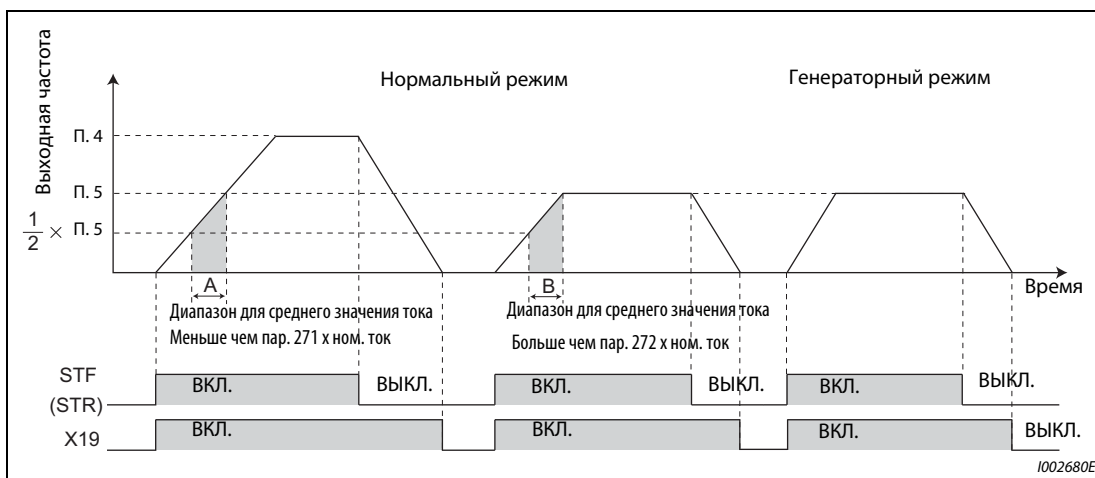 Выходная частота
Нормальный режим
Генераторный режим
П. 4
П. 5
1/2 × П. 5
A
B
Время
Диапазон для среднего значения тока
Меньше чем пар. 271 x ном. ток
Диапазон для среднего значения тока
Больше чем пар. 272 x ном. ток
STF
(STR)
ВКЛ.
ВЫКЛ.
ВКЛ.
ВЫКЛ.
ВКЛ.
ВЫКЛ.
X19
ВКЛ.
ВКЛ.
ВКЛ.
ВЫКЛ.
I002680E